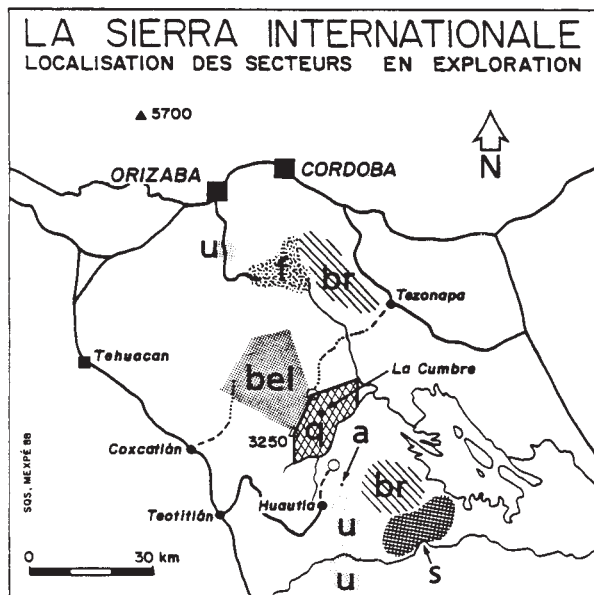 LA SIERRA INTERNATIONALE
LOCALISATION DES SECTEURS EN EXPLORATION
5700
N
ORIZABA
CORDOBA
u
f
br
Tezonapa
Tehuacan
bel
La Cumbre
q
3250
a
Coxcatlán
br
SQS, MEXPÉ 88
Teotitlán
Huautla
u
0 30 km
u
s